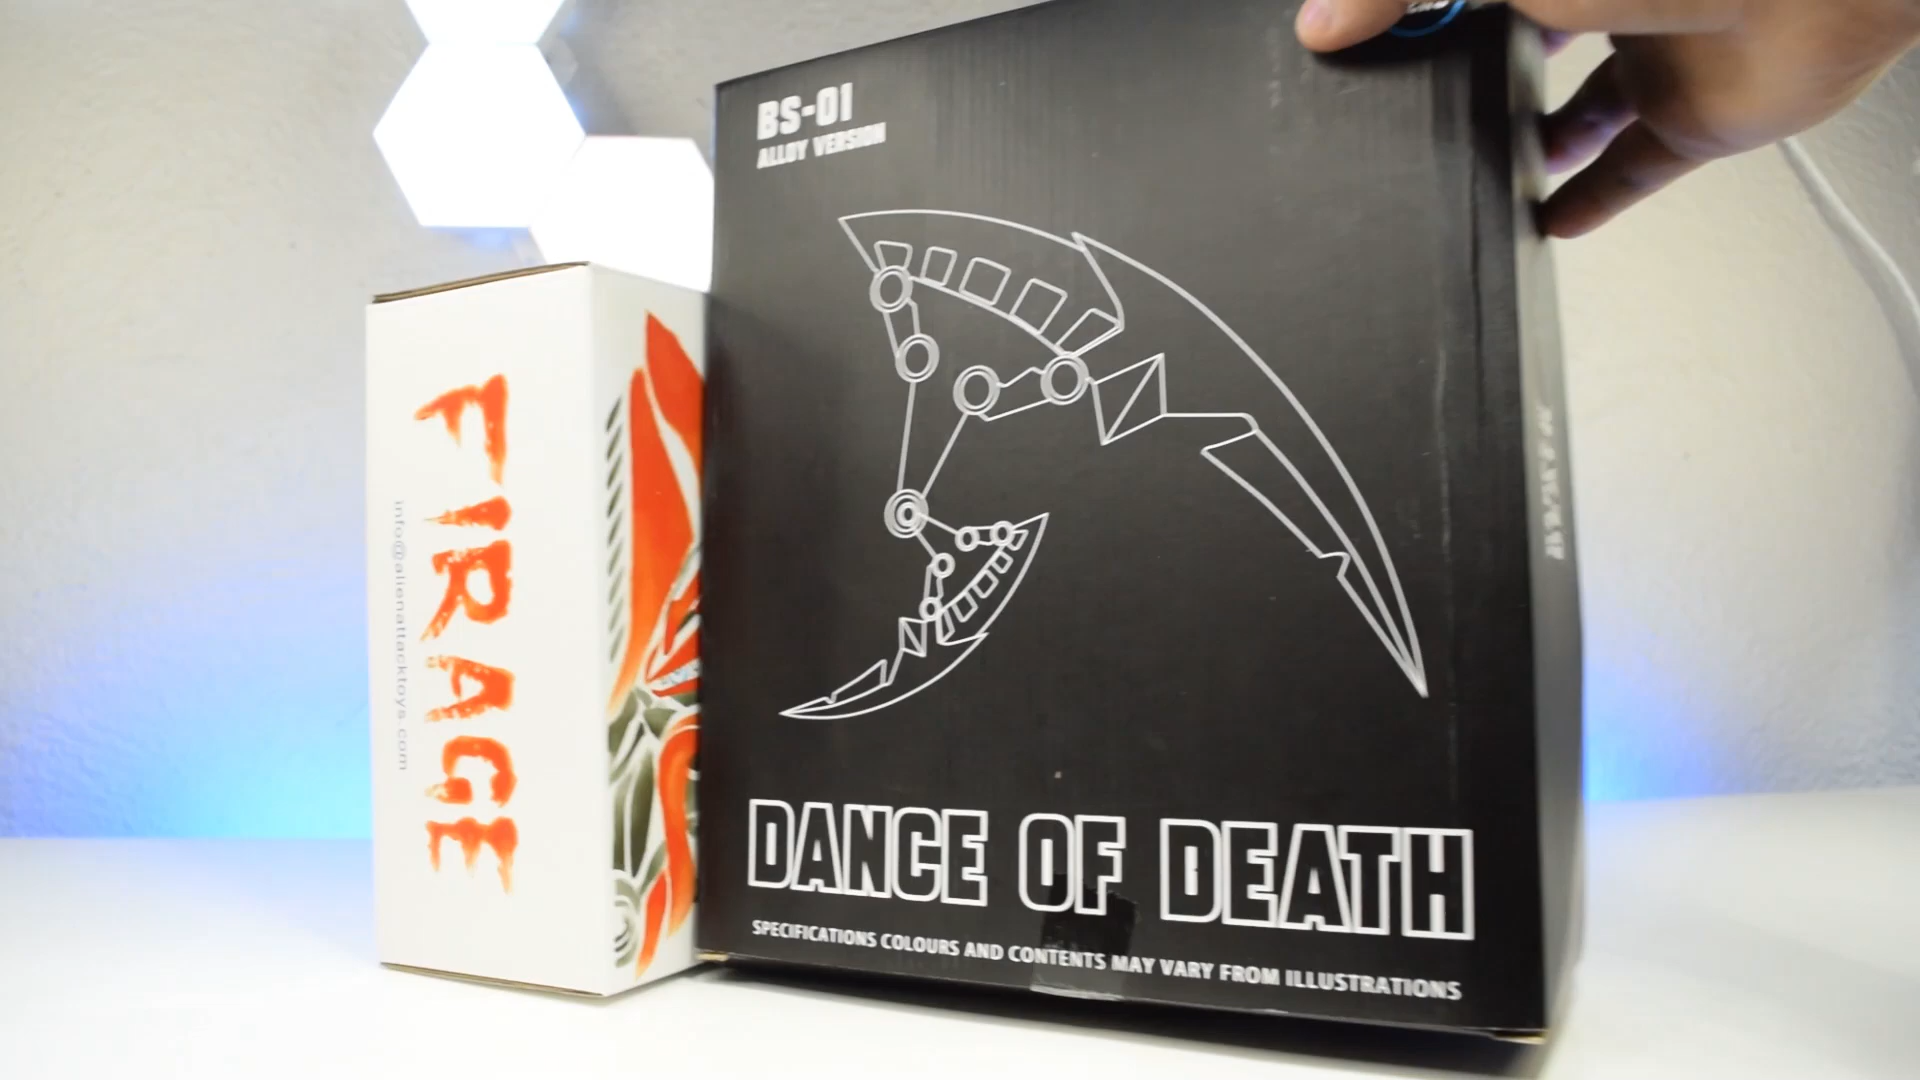 FIRAGE
info@alienattacktoys.com
BS-01
ALLOY VERSION
DANCE OF DEATH
SPECIFICATIONS COLOURS AND CONTENTS MAY VARY FROM ILLUSTRATIONS